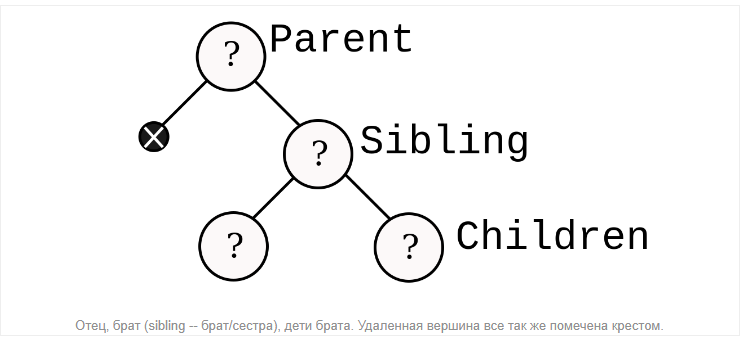 ? Parent
? Sibling
?
? Children
Отец, брат (sibling -- брат/сестра), дети брата. Удаленная вершина все так же помечена крестом.